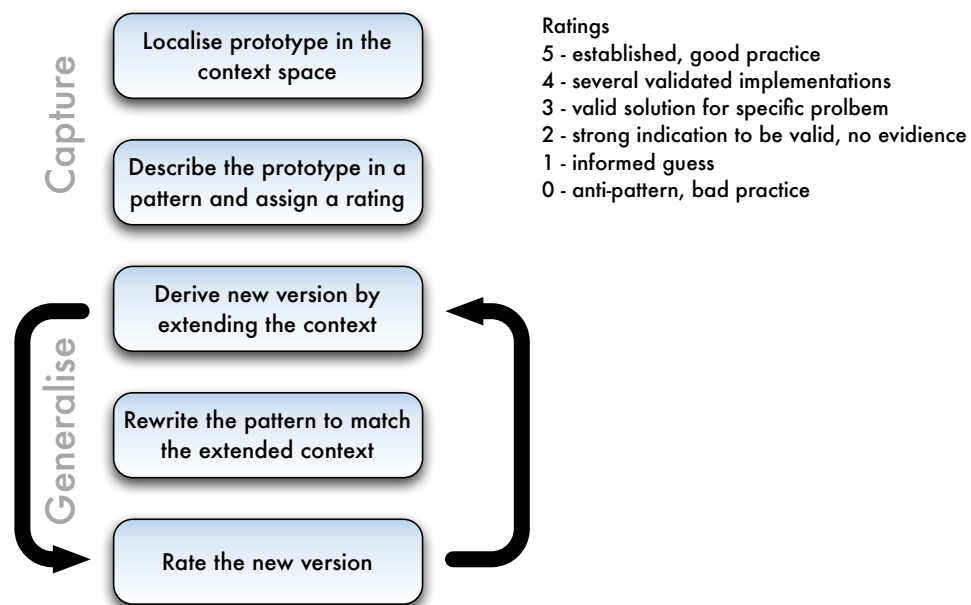 Capture
Localise prototype in the
context space
Describe the prototype in a
pattern and assign a rating
Generalise
Derive new version by
extending the context
Rewrite the pattern to match
the extended context
Rate the new version
Ratings
5 - established, good practice
4 - several validated implementations
3 - valid solution for specific prolbem
2 - strong indication to be valid, no evidience
1 - informed guess
0 - anti-pattern, bad practice